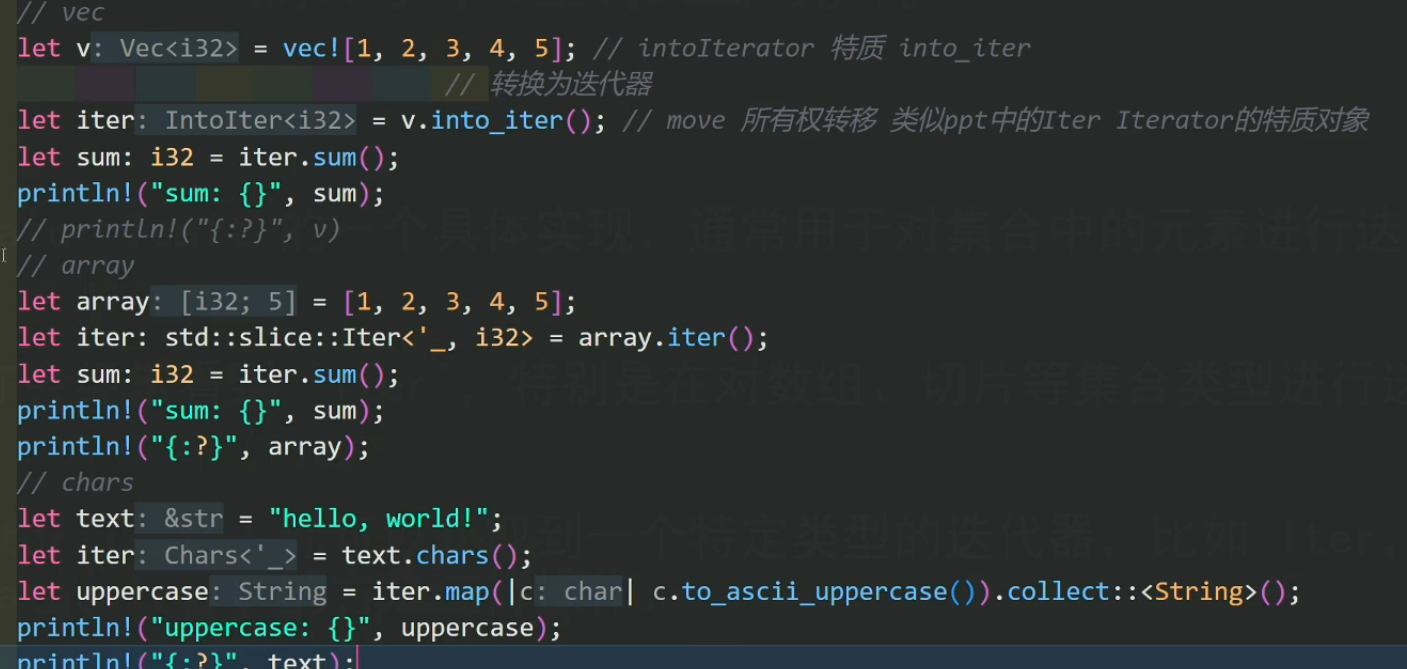 // vec
let v: Vec<i32> = vec![1, 2, 3, 4, 5]; // intoIterator 特质 into_iter
// 转换为迭代器
let iter: IntoIter<i32> = v.into_iter(); // move 所有权转移 类似ppt中的Iter Iterator的特质对象
let sum: i32 = iter.sum();
println!("sum: {}", sum);
// println!("{:?}", v)
// array
let array: [i32; 5] = [1, 2, 3, 4, 5];
let iter: std::slice::Iter<'_, i32> = array.iter();
let sum: i32 = iter.sum();
println!("sum: {}", sum);
println!("{:?}", array);
// chars
let text: &str = "hello, world!";
let iter: Chars<'_> = text.chars();
let uppercase: String = iter.map(|c: char| c.to_ascii_uppercase()).collect::<String>();
println!("uppercase: {}", uppercase);
println!("{:?}", text);